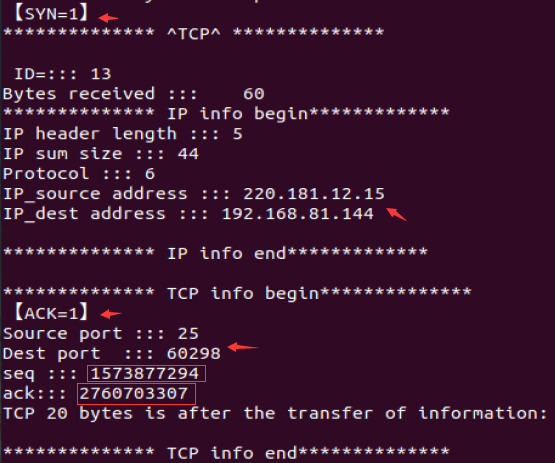 【SYN=1】
************** ^TCP^ **************
ID=::: 13
Bytes received :::    60
************** IP info begin*************
IP header length ::: 5
IP sum size ::: 44
Protocol ::: 6
IP_source address ::: 220.181.12.15
IP_dest address ::: 192.168.81.144
************** IP info end*************
************** TCP info begin**************
【ACK=1】
Source port ::: 25
Dest port  ::: 60298
seq ::: 1573877294
ack::: 2760703307
TCP 20 bytes is after the transfer of information:
************** TCP info end*************